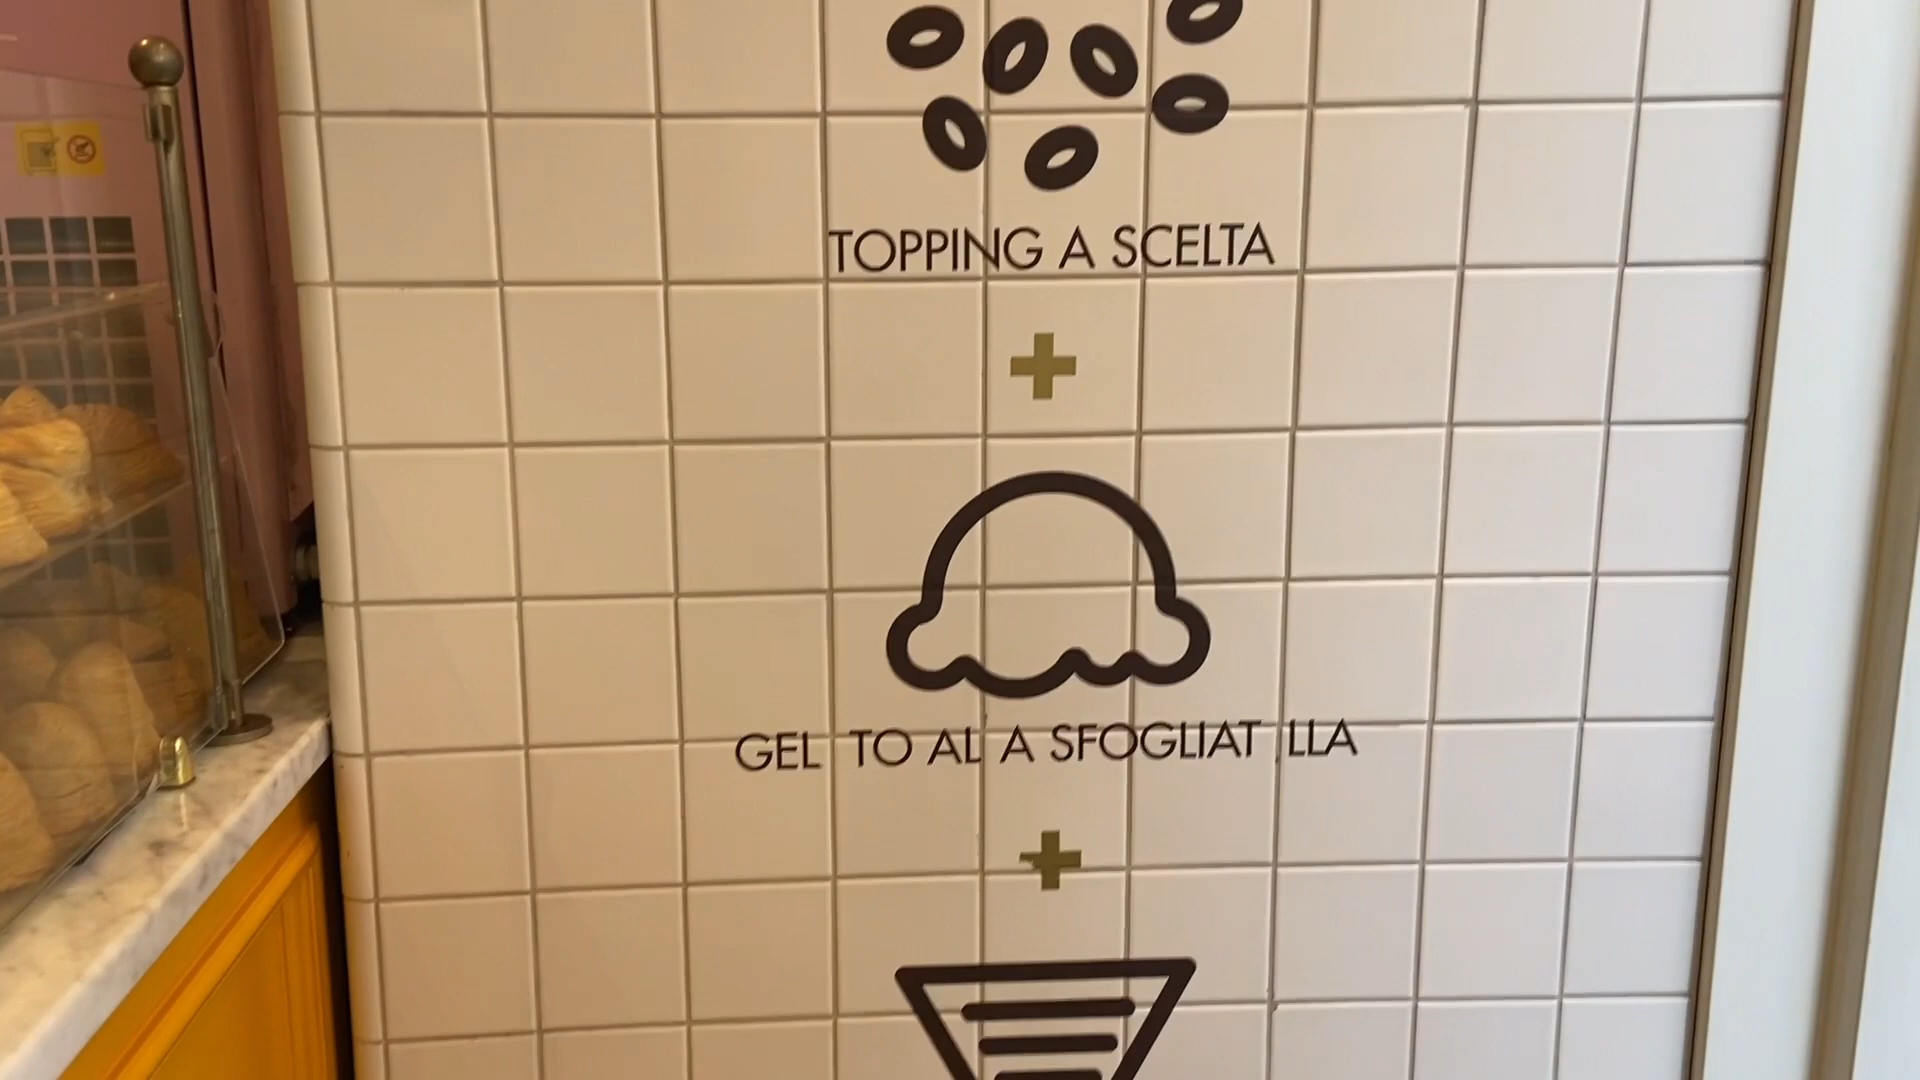 TOPPING A SCELTA
+
GEL TO AL A SFOGLIAT LLA
+